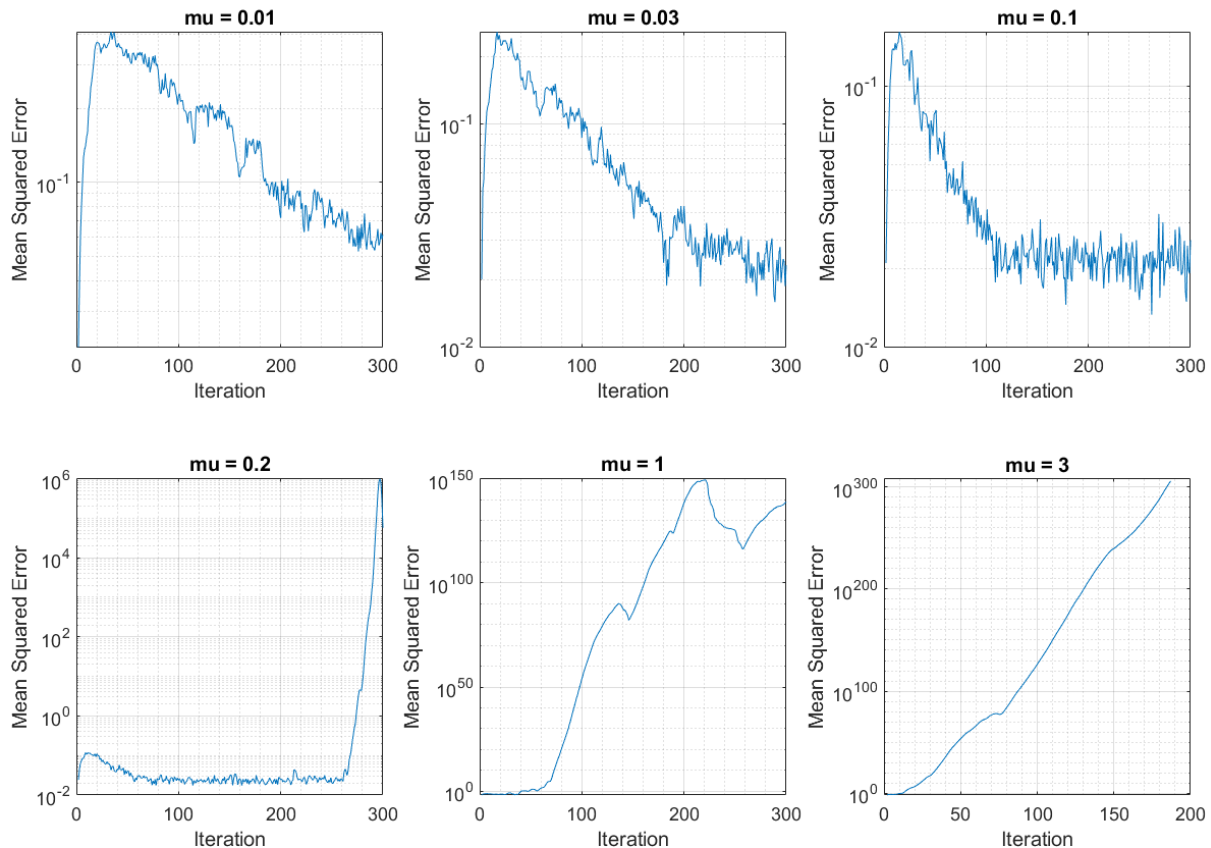 mu = 0.01
Mean Squared Error
10^-1
0 100 200 300
Iteration
mu = 0.03
Mean Squared Error
10^-1
10^-2
0 100 200 300
Iteration
mu = 0.1
Mean Squared Error
10^-1
10^-2
0 100 200 300
Iteration
mu = 0.2
Mean Squared Error
10^6
10^4
10^2
10^0
10^-2
0 100 200 300
Iteration
mu = 1
Mean Squared Error
10^150
10^100
10^50
10^0
0 100 200 300
Iteration
mu = 3
Mean Squared Error
10^300
10^200
10^100
10^0
0 50 100 150 200
Iteration